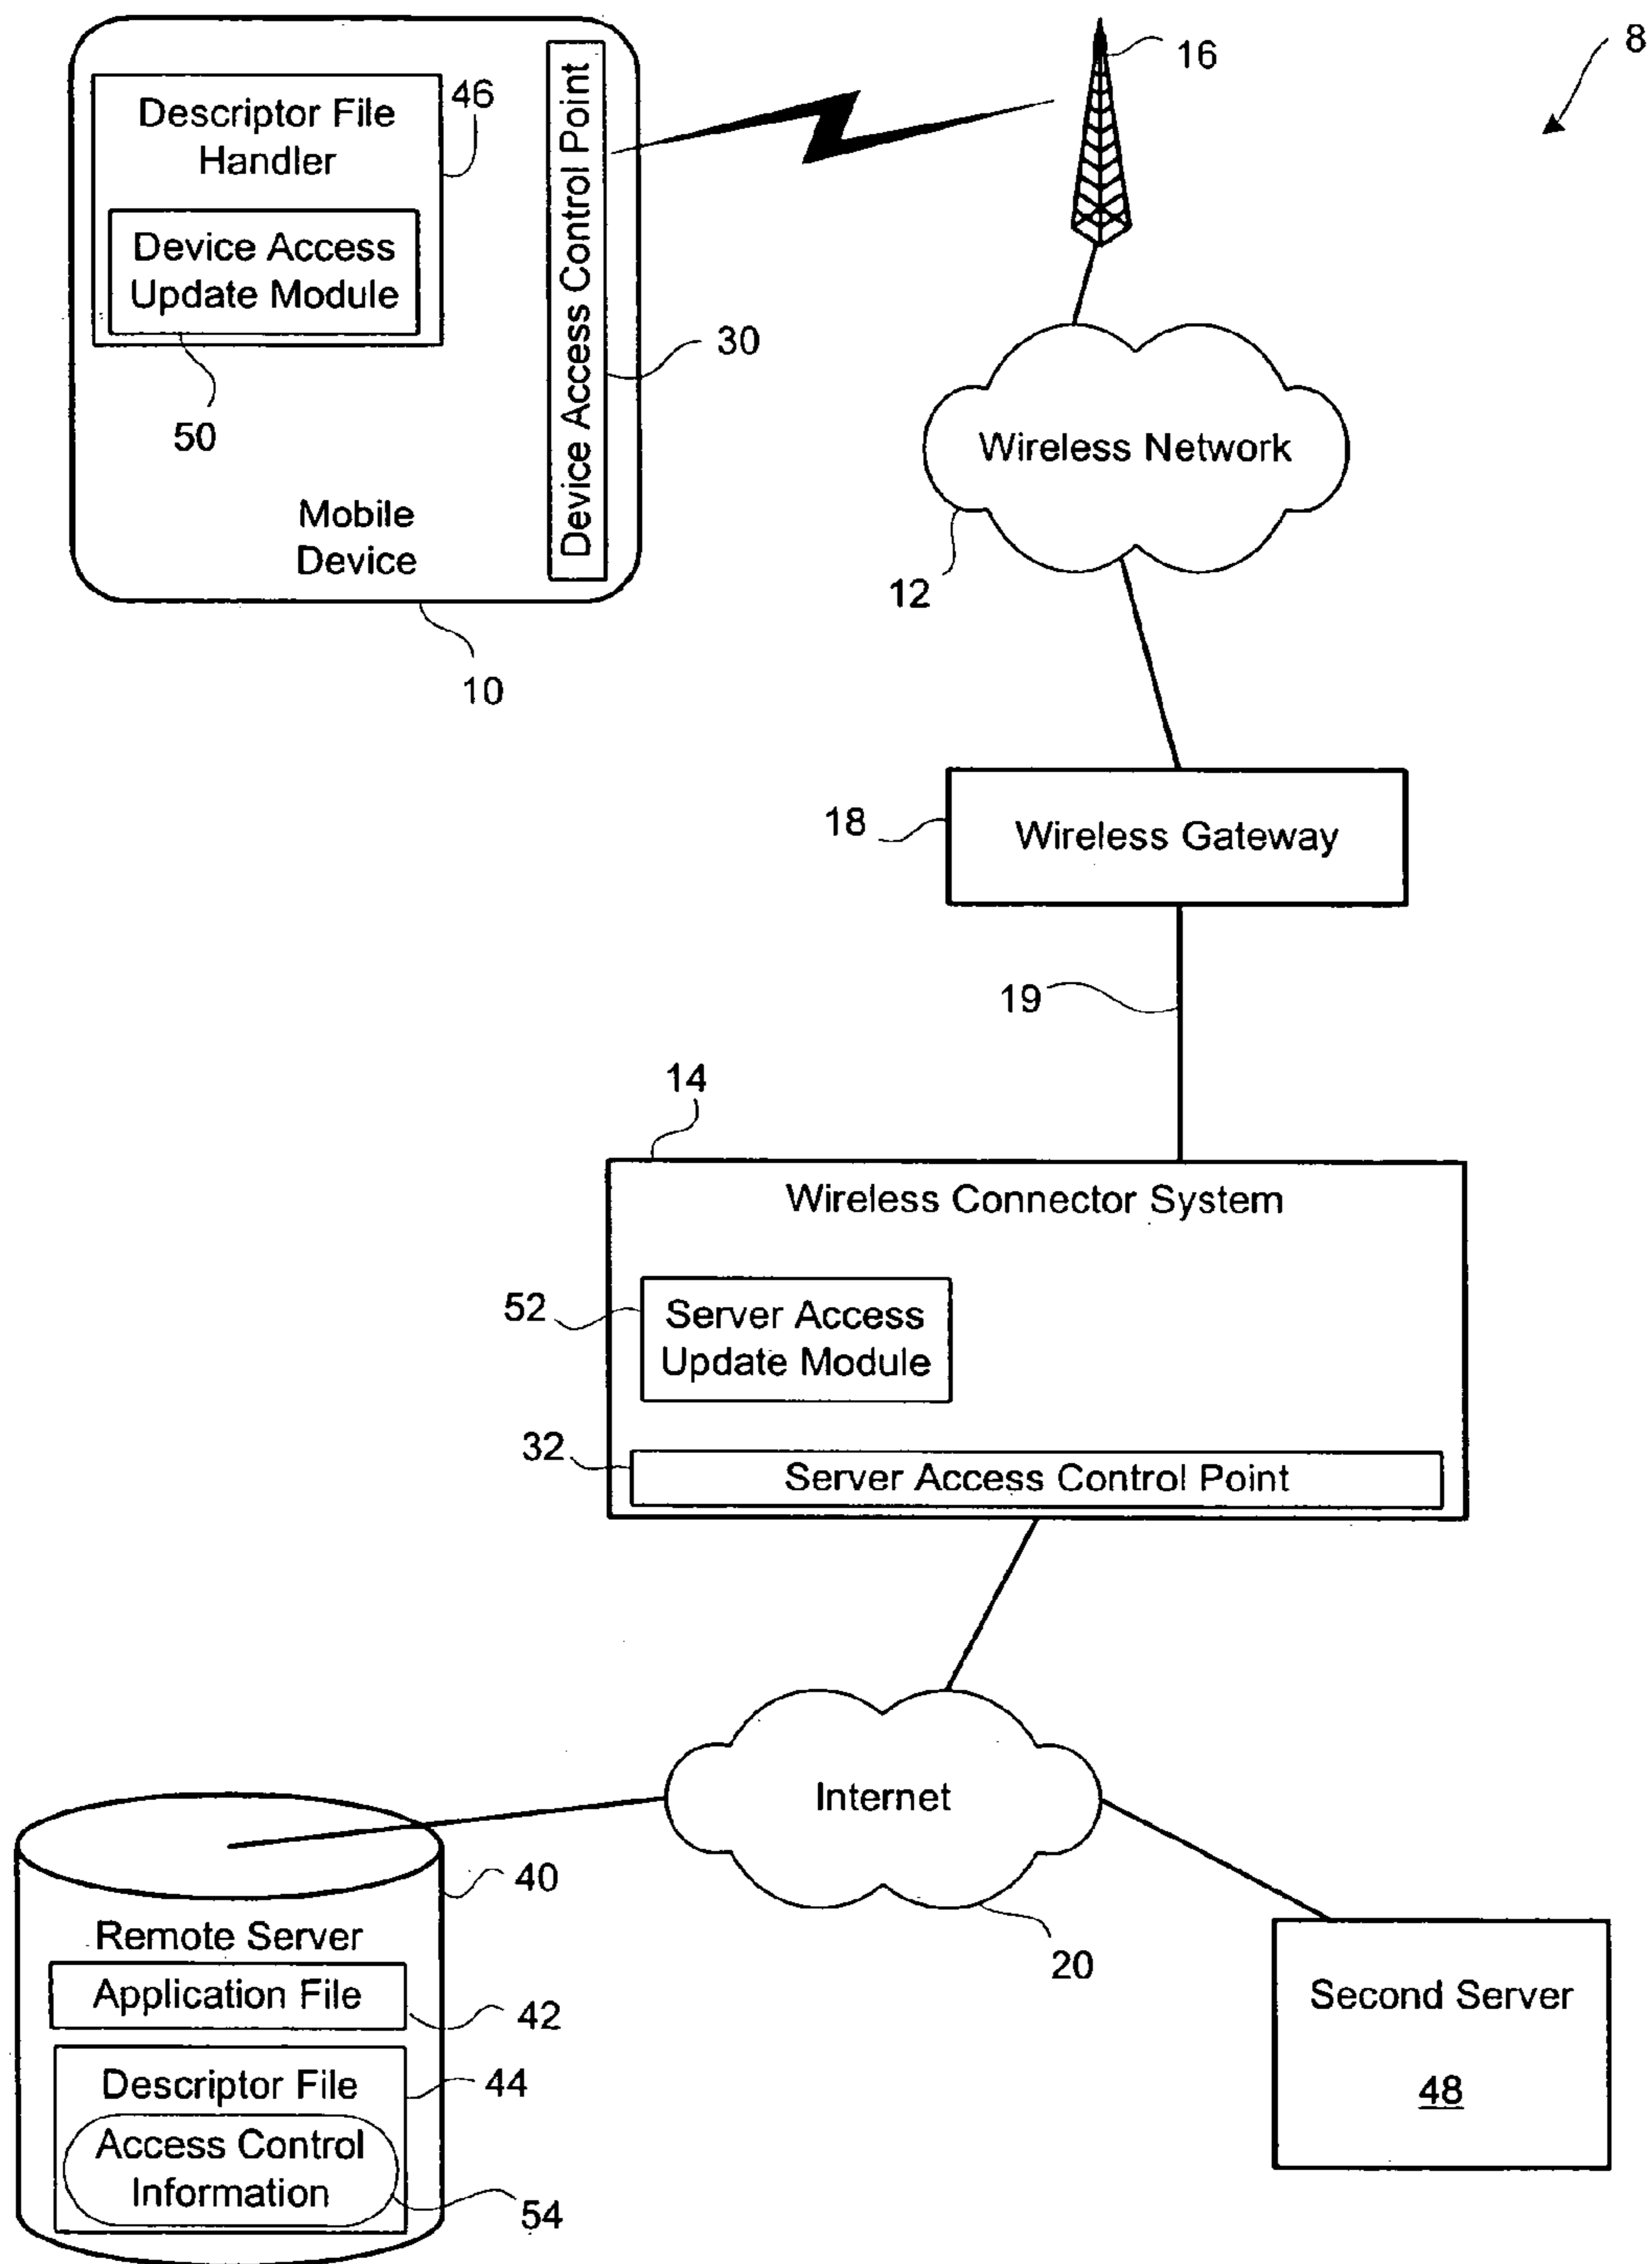 8
16
Descriptor File
Handler
46
Device Access
Update Module
50
Device Access Control Point
30
Mobile
Device
10
Wireless Network
12
18
Wireless Gateway
19
14
Wireless Connector System
52
Server Access
Update Module
32
Server Access Control Point
Internet
20
40
Remote Server
Application File
42
Descriptor File
44
Access Control
Information
54
Second Server
48